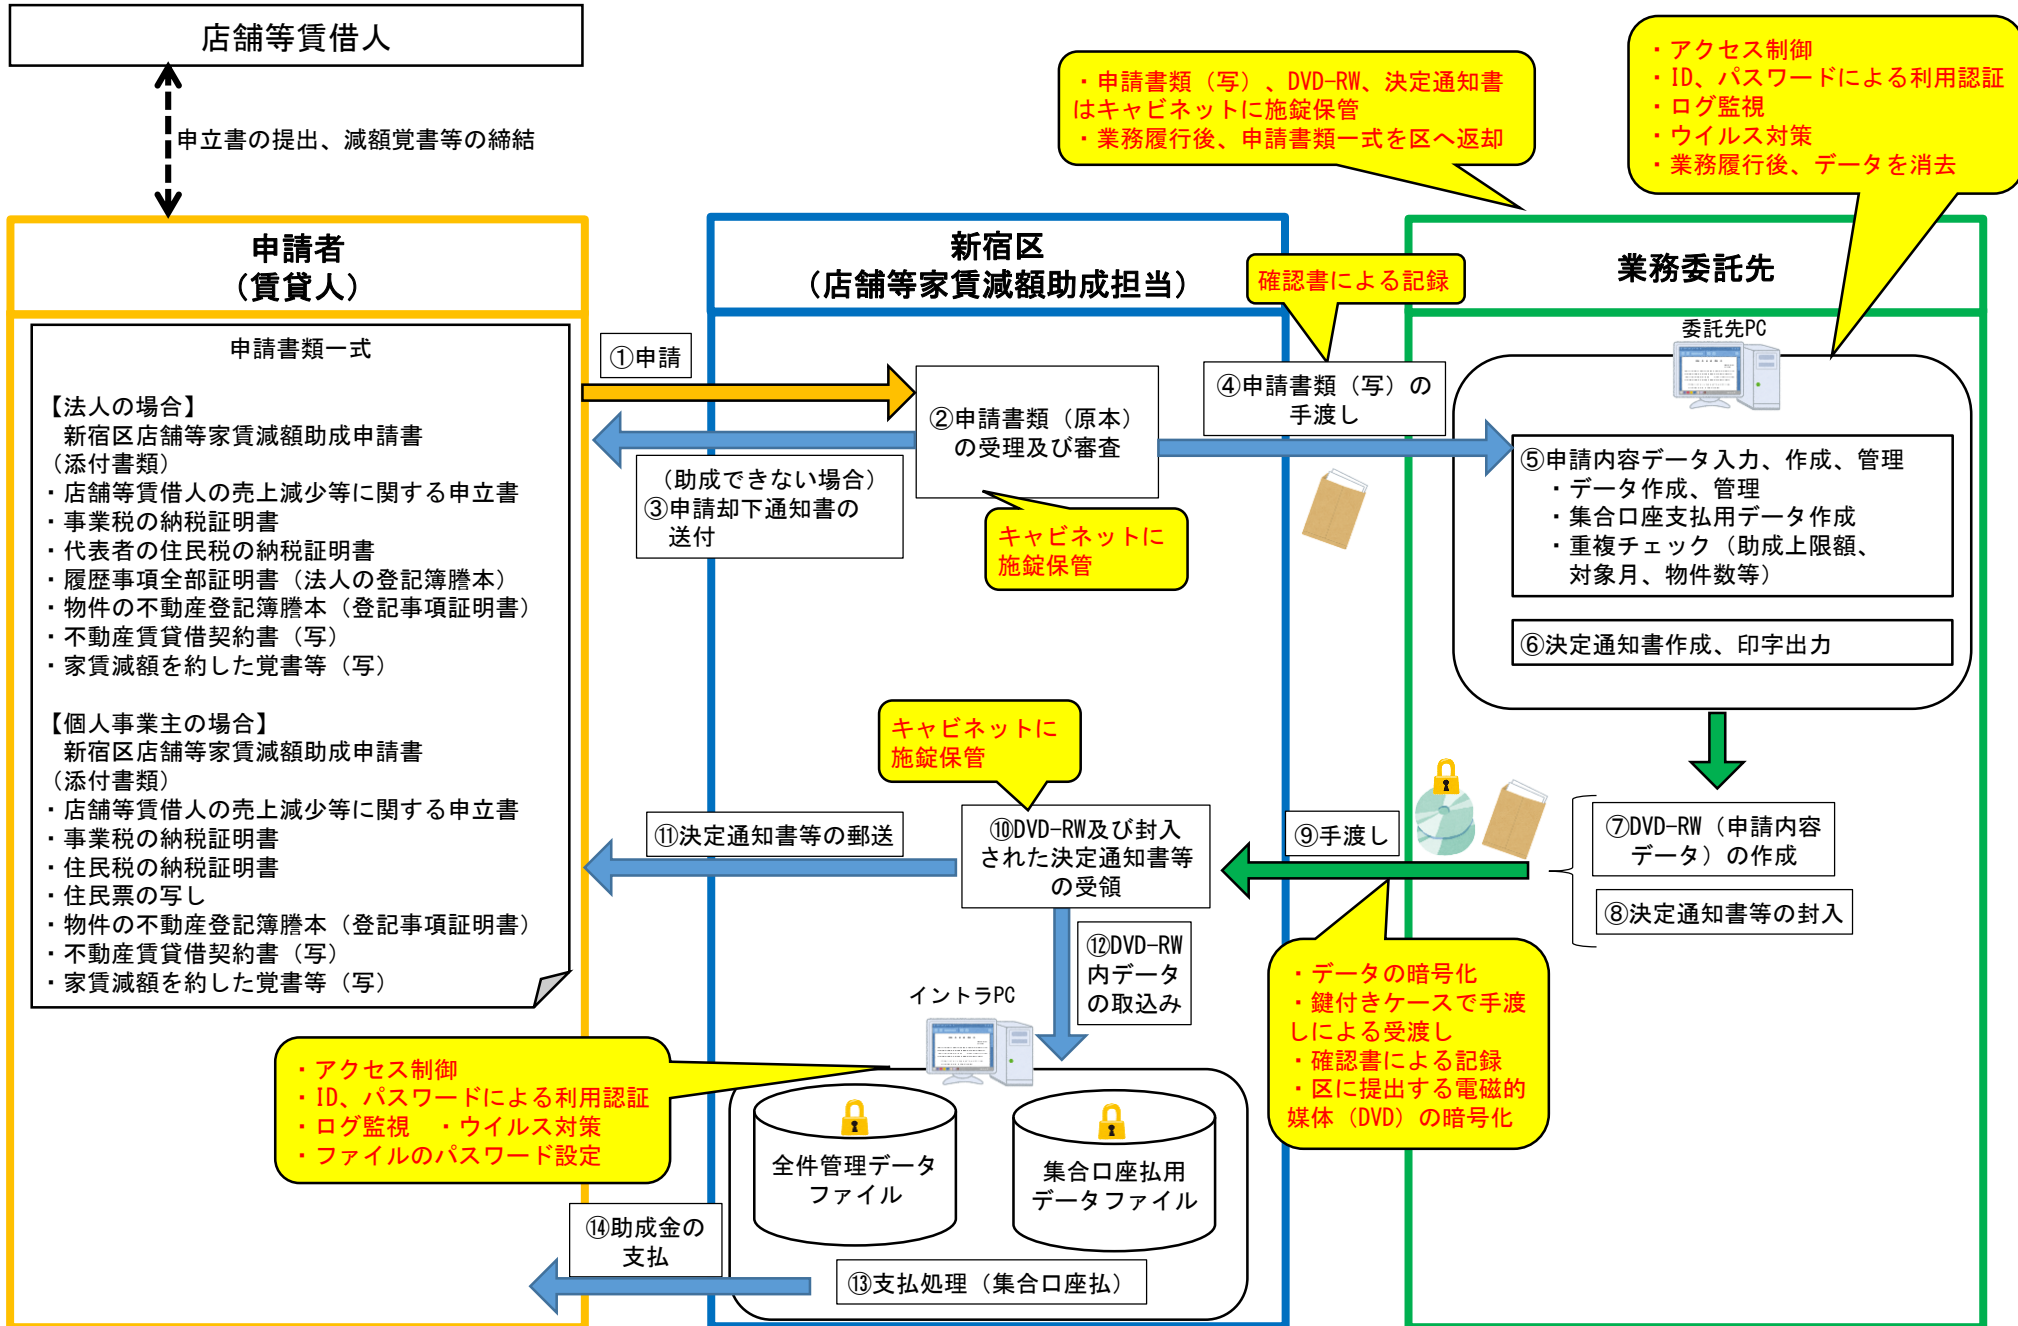 店舗等賃借人
申立書の提出、減額覚書等の締結
・申請書類（写）、DVD-RW、決定通知書
はキャビネットに施錠保管
・業務履行後、申請書類一式を区へ返却
・アクセス制御
・ID、パスワードによる利用認証
・ログ監視
・ウイルス対策
・業務履行後、データを消去
申請者
（賃貸人）
新宿区
（店舗等家賃減額助成担当）
業務委託先
確認書による記録
申請書類一式
【法人の場合】
新宿区店舗等家賃減額助成申請書
（添付書類）
・店舗等賃借人の売上減少等に関する申立書
・事業税の納税証明書
・代表者の住民税の納税証明書
・履歴事項全部証明書（法人の登記簿謄本）
・物件の不動産登記簿謄本（登記事項証明書）
・不動産賃貸借契約書（写）
・家賃減額を約した覚書等（写）
【個人事業主の場合】
新宿区店舗等家賃減額助成申請書
（添付書類）
・店舗等賃借人の売上減少等に関する申立書
・事業税の納税証明書
・住民税の納税証明書
・住民票の写し
・物件の不動産登記簿謄本（登記事項証明書）
・不動産賃貸借契約書（写）
・家賃減額を約した覚書等（写）
①申請
②申請書類（原本）
の受理及び審査
キャビネットに
施錠保管
（助成できない場合）
③申請却下通知書の
送付
④申請書類（写）の
手渡し
委託先PC
⑤申請内容データ入力、作成、管理
・データ作成、管理
・集合口座支払用データ作成
・重複チェック（助成上限額、
対象月、物件数等）
⑥決定通知書作成、印字出力
⑦DVD-RW（申請内容
データ）の作成
⑧決定通知書等の封入
⑨手渡し
・データの暗号化
・鍵付きケースで手渡
しによる受渡し
・確認書による記録
・区に提出する電磁的
媒体（DVD）の暗号化
キャビネットに
施錠保管
⑩DVD-RW及び封入
された決定通知書等
の受領
⑪決定通知書等の郵送
⑫DVD-RW
内データ
の取込み
イントラPC
・アクセス制御
・ID、パスワードによる利用認証
・ログ監視　・ウイルス対策
・ファイルのパスワード設定
全件管理データ
ファイル
集合口座払用
データファイル
⑬支払処理（集合口座払）
⑭助成金の
支払